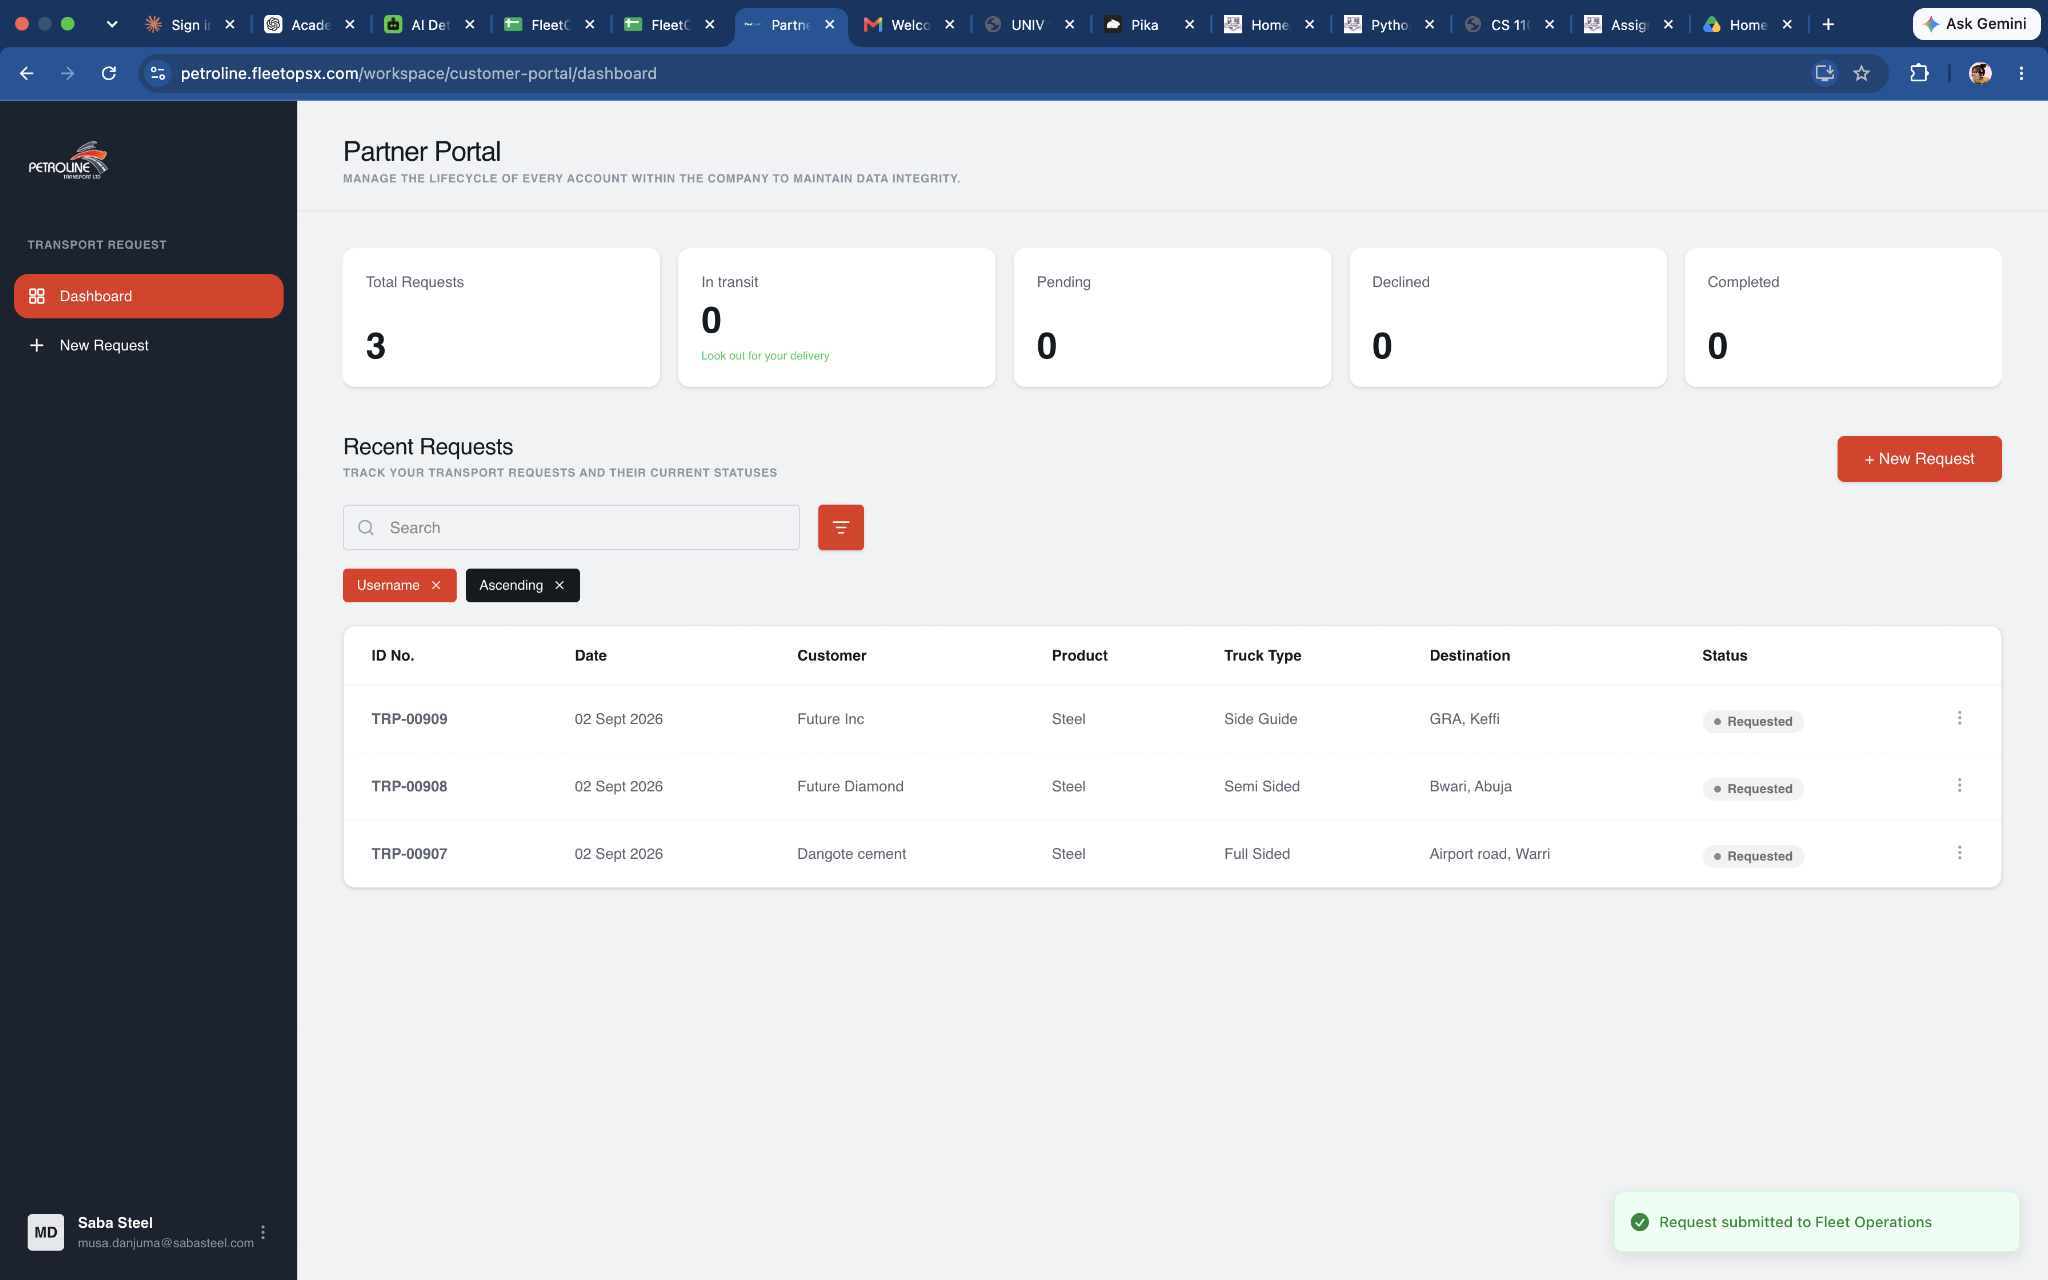 Sign i
Acade
AI Det
FleetO
FleetO
Partne
Welco
UNIV
Pika
Home
Pytho
CS 110
Assig
Home
Ask Gemini
petroline.fleetopsx.com/workspace/customer-portal/dashboard
PETROLINE
TRANSPORT LTD
TRANSPORT REQUEST
Dashboard
New Request
Partner Portal
MANAGE THE LIFECYCLE OF EVERY ACCOUNT WITHIN THE COMPANY TO MAINTAIN DATA INTEGRITY.
Total Requests
3
In transit
0
Look out for your delivery
Pending
0
Declined
0
Completed
0
Recent Requests
TRACK YOUR TRANSPORT REQUESTS AND THEIR CURRENT STATUSES
+ New Request
Search
Username
Ascending
ID No. Date Customer Product Truck Type Destination Status
TRP-00909 02 Sept 2026 Future Inc Steel Side Guide GRA, Keffi Requested
TRP-00908 02 Sept 2026 Future Diamond Steel Semi Sided Bwari, Abuja Requested
TRP-00907 02 Sept 2026 Dangote cement Steel Full Sided Airport road, Warri Requested
MD
Saba Steel
musa.danjuma@sabasteel.com
Request submitted to Fleet Operations